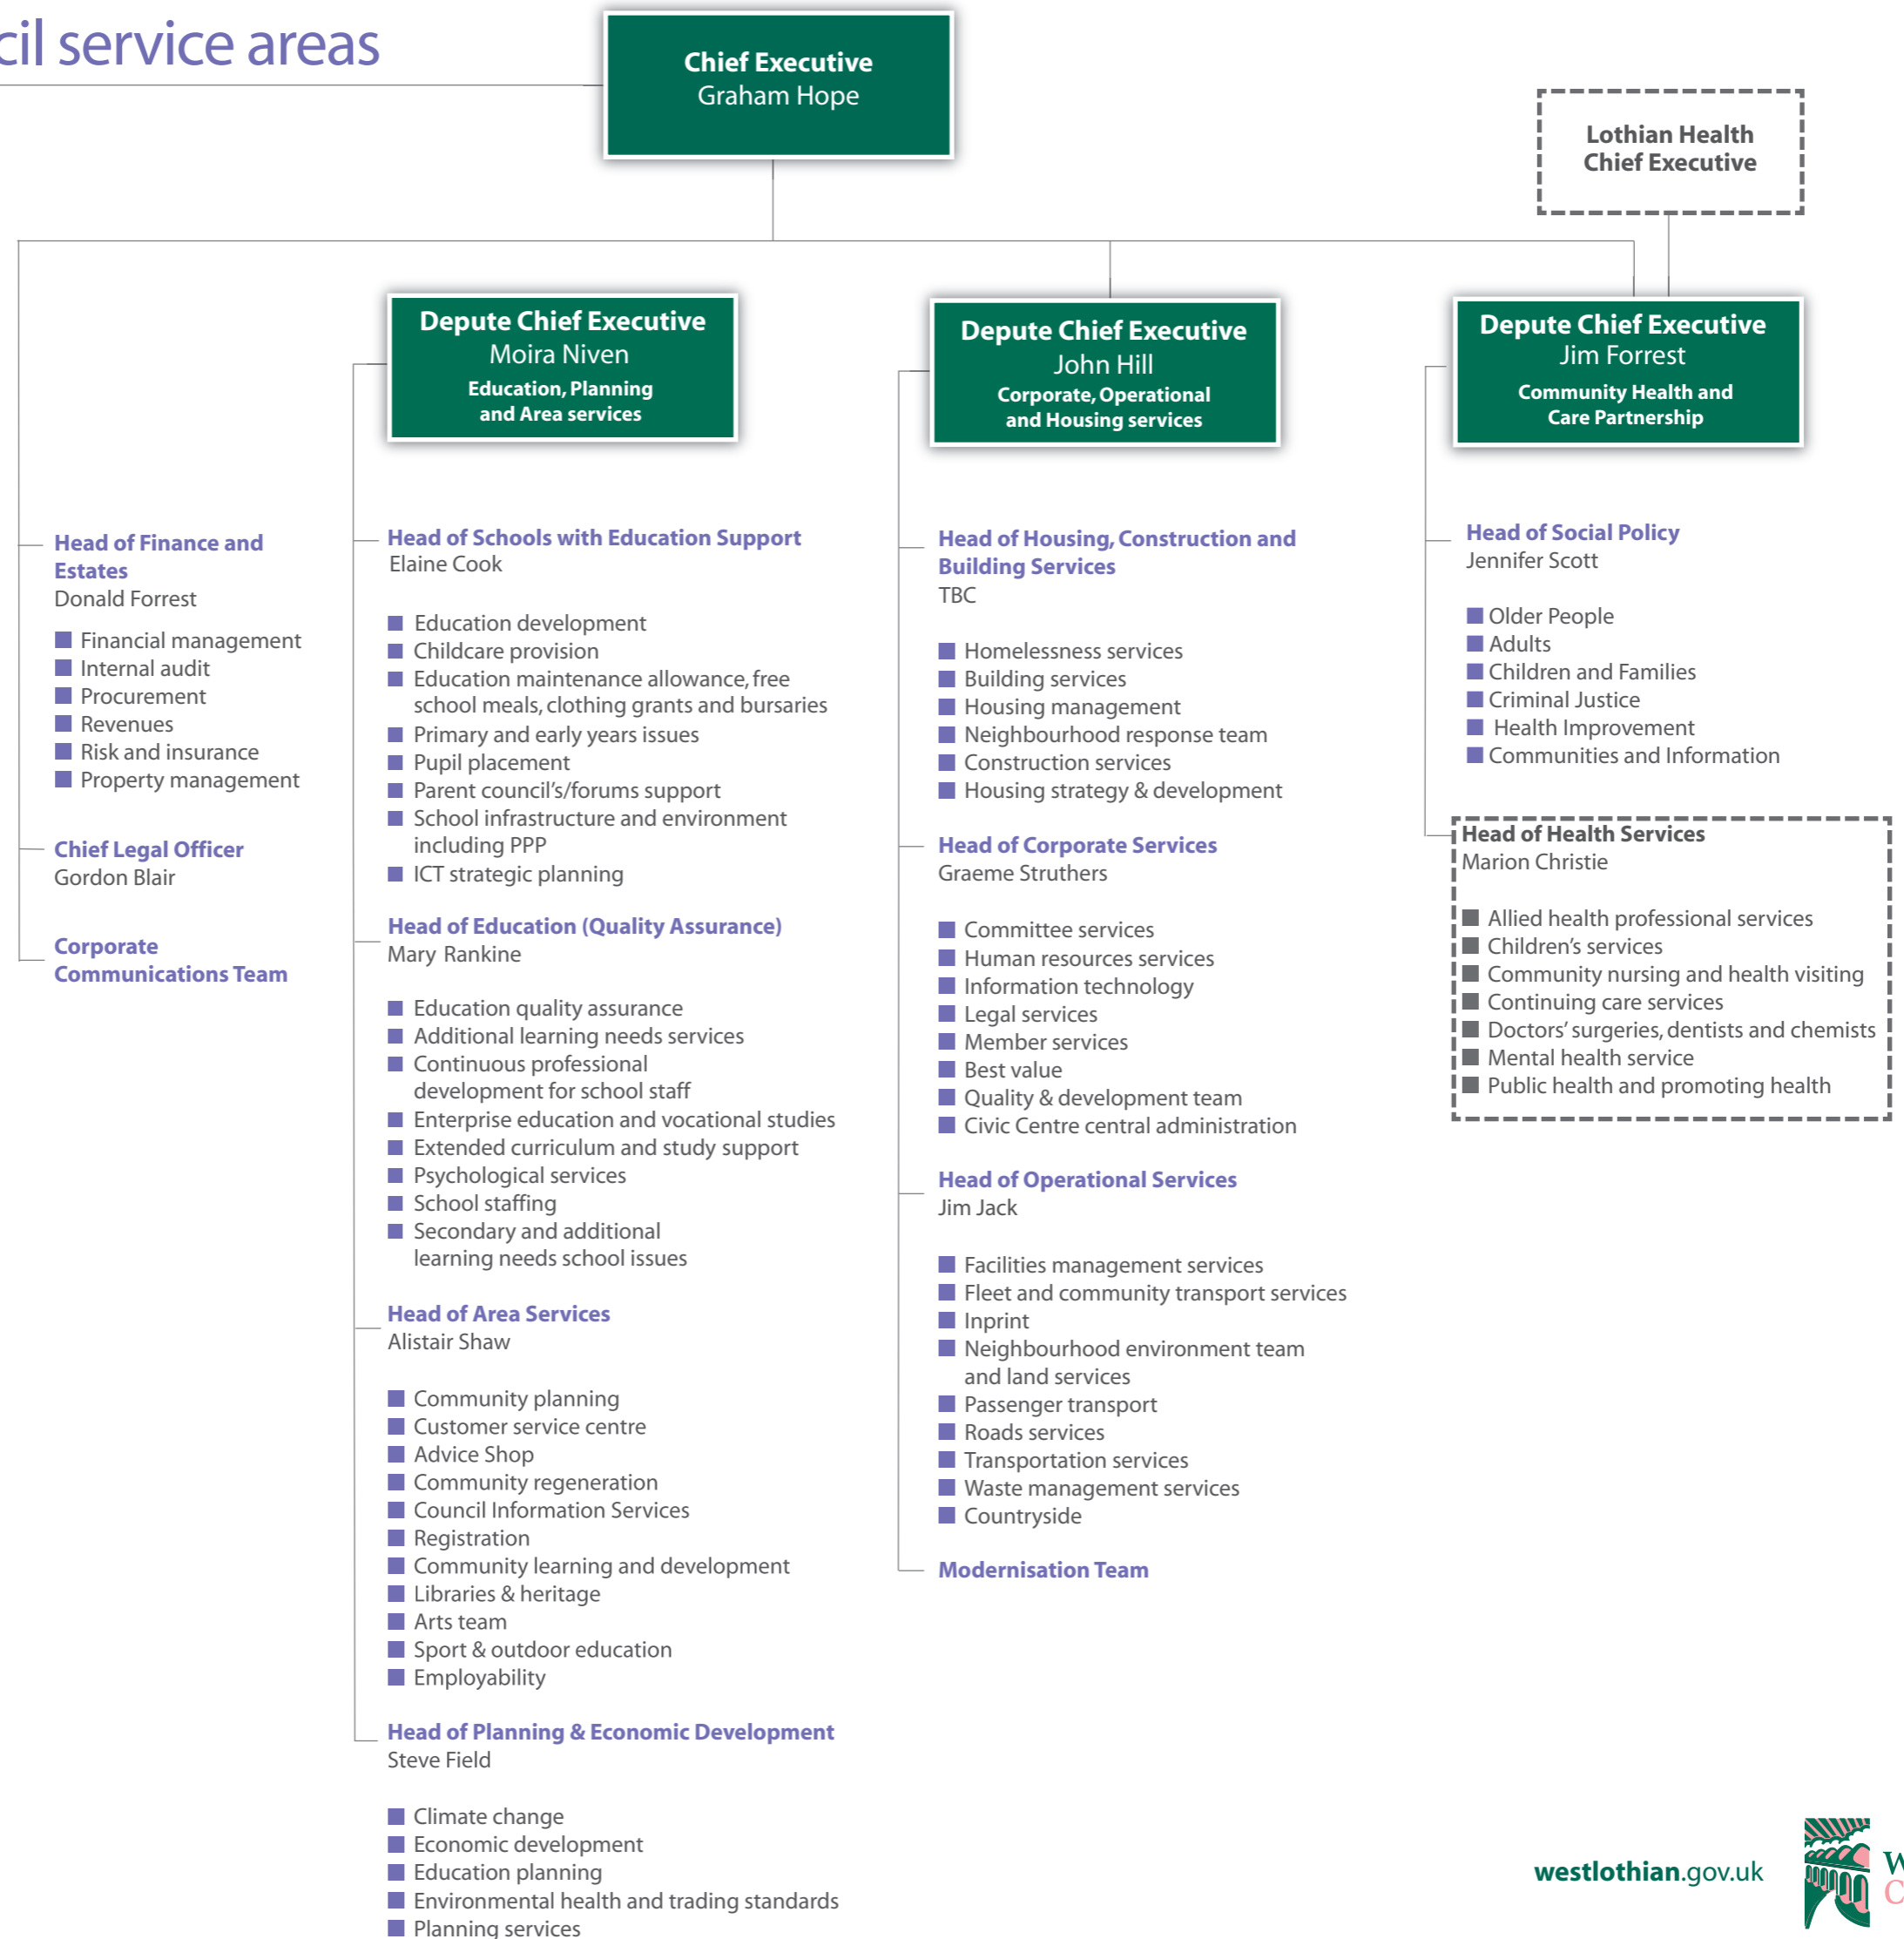 cil service areas
Chief Executive
Graham Hope
Lothian Health
Chief Executive
Head of Finance and
Estates
Donald Forrest
Financial management
Internal audit
Procurement
Revenues
Risk and insurance
Property management
Chief Legal Officer
Gordon Blair
Corporate
Communications Team
Depute Chief Executive
Moira Niven
Education, Planning
and Area services
Head of Schools with Education Support
Elaine Cook
Education development
Childcare provision
Education maintenance allowance, free
school meals, clothing grants and bursaries
Primary and early years issues
Pupil placement
Parent council's/forums support
School infrastructure and environment
including PPP
ICT strategic planning
Head of Education (Quality Assurance)
Mary Rankine
Education quality assurance
Additional learning needs services
Continuous professional
development for school staff
Enterprise education and vocational studies
Extended curriculum and study support
Psychological services
School staffing
Secondary and additional
learning needs school issues
Head of Area Services
Alistair Shaw
Community planning
Customer service centre
Advice Shop
Community regeneration
Council Information Services
Registration
Community learning and development
Libraries & heritage
Arts team
Sport & outdoor education
Employability
Head of Planning & Economic Development
Steve Field
Climate change
Economic development
Education planning
Environmental health and trading standards
Planning services
Depute Chief Executive
John Hill
Corporate, Operational
and Housing services
Head of Housing, Construction and
Building Services
TBC
Homelessness services
Building services
Housing management
Neighbourhood response team
Construction services
Housing strategy & development
Head of Corporate Services
Graeme Struthers
Committee services
Human resources services
Information technology
Legal services
Member services
Best value
Quality & development team
Civic Centre central administration
Head of Operational Services
Jim Jack
Facilities management services
Fleet and community transport services
Inprint
Neighbourhood environment team
and land services
Passenger transport
Roads services
Transportation services
Waste management services
Countryside
Modernisation Team
Depute Chief Executive
Jim Forrest
Community Health and
Care Partnership
Head of Social Policy
Jennifer Scott
Older People
Adults
Children and Families
Criminal Justice
Health Improvement
Communities and Information
Head of Health Services
Marion Christie
Allied health professional services
Children's services
Community nursing and health visiting
Continuing care services
Doctors' surgeries, dentists and chemists
Mental health service
Public health and promoting health
westlothian.gov.uk